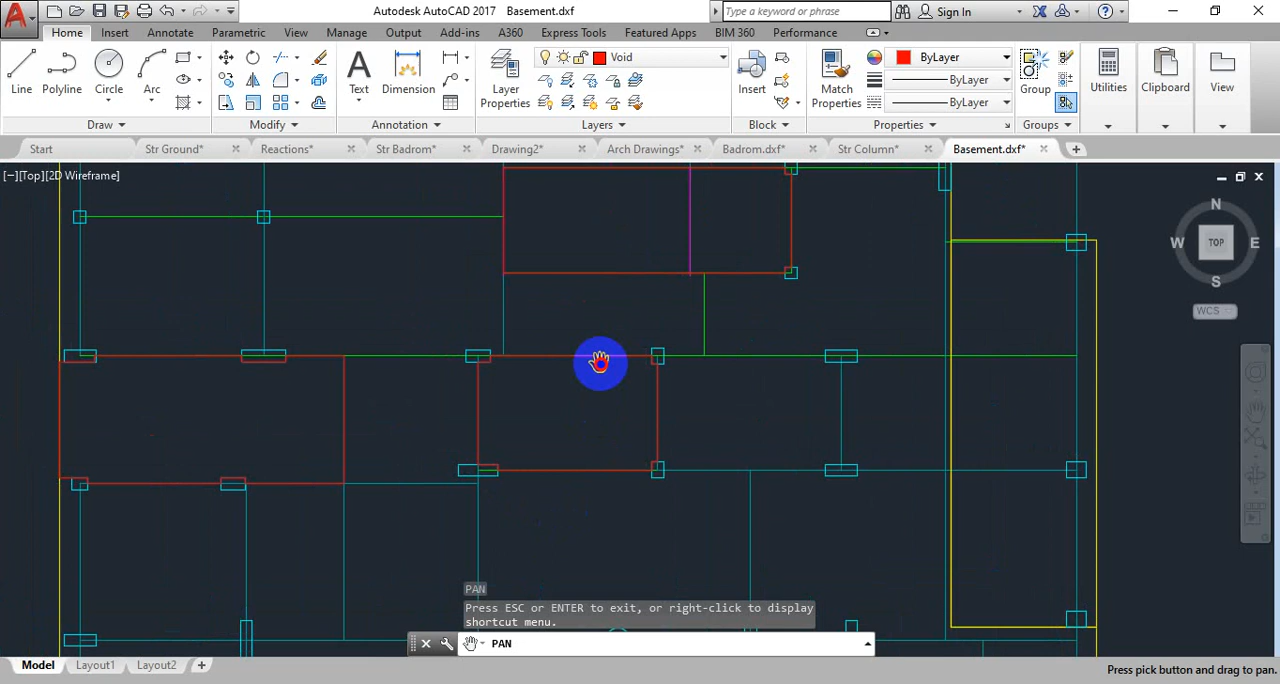 Autodesk AutoCAD 2017 Basement.dxf
Type a keyword or phrase
Sign In
Home Insert Annotate Parametric View Manage Output Add-ins A360 Express Tools Featured Apps BIM 360 Performance
Void
ByLayer
ByLayer
ByLayer
Line Polyline Circle Arc
Text Dimension
Layer
Properties
Insert
Match
Properties
Group
Utilities
Clipboard
View
Draw Modify Annotation Layers Block Properties Groups
Start Str Ground* Reactions* Str Badrom* Drawing2* Arch Drawings* Badrom.dxf* Str Column* Basement.dxf*
[−][Top][2D Wireframe]
N
W TOP E
S
WCS
PAN
Press ESC or ENTER to exit, or right-click to display
shortcut menu.
PAN
Model Layout1 Layout2
Press pick button and drag to pan.